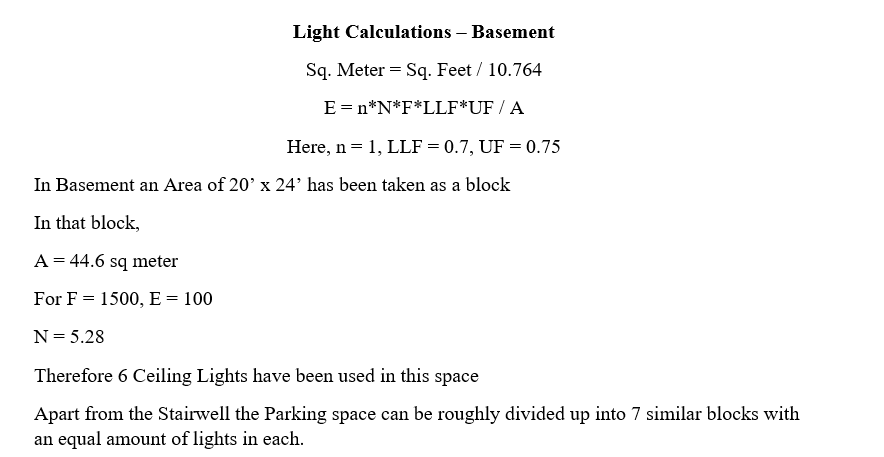 Light Calculations – Basement
Sq. Meter = Sq. Feet / 10.764
E = n*N*F*LLF*UF / A
Here, n = 1, LLF = 0.7, UF = 0.75
In Basement an Area of 20’ x 24’ has been taken as a block
In that block,
A = 44.6 sq meter
For F = 1500, E = 100
N = 5.28
Therefore 6 Ceiling Lights have been used in this space
Apart from the Stairwell the Parking space can be roughly divided up into 7 similar blocks with
an equal amount of lights in each.